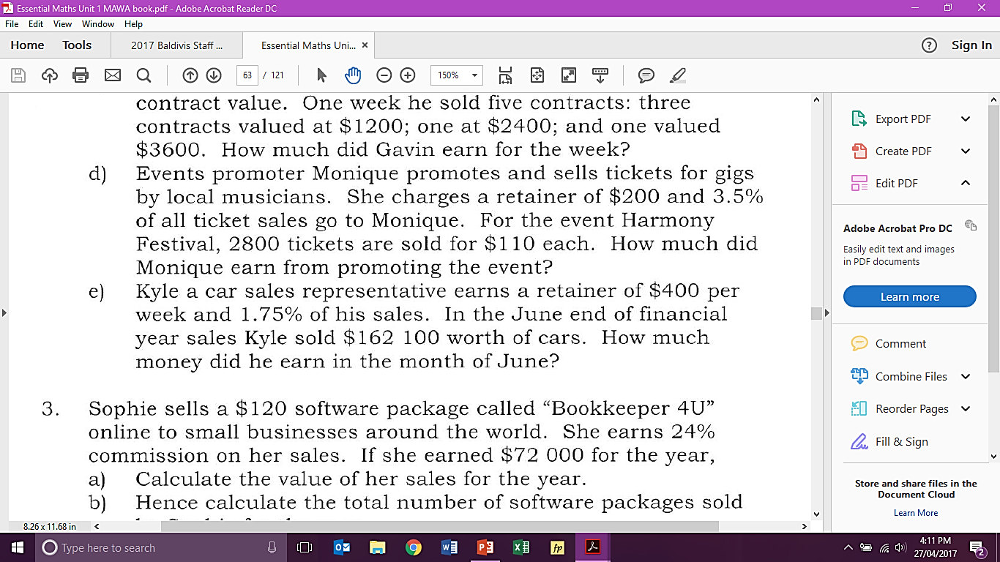 Essential Maths Unit 1 MAWA book.pdf - Adobe Acrobat Reader DC
File Edit View Window Help
Home Tools 2017 Baldivis Staff ... Essential Maths Uni... × Sign In
63 / 121 150%
contract value. One week he sold five contracts: three
contracts valued at $1200; one at $2400; and one valued
$3600. How much did Gavin earn for the week?
d) Events promoter Monique promotes and sells tickets for gigs
by local musicians. She charges a retainer of $200 and 3.5%
of all ticket sales go to Monique. For the event Harmony
Festival, 2800 tickets are sold for $110 each. How much did
Monique earn from promoting the event?
e) Kyle a car sales representative earns a retainer of $400 per
week and 1.75% of his sales. In the June end of financial
year sales Kyle sold $162 100 worth of cars. How much
money did he earn in the month of June?
3. Sophie sells a $120 software package called “Bookkeeper 4U”
online to small businesses around the world. She earns 24%
commission on her sales. If she earned $72 000 for the year,
a) Calculate the value of her sales for the year.
b) Hence calculate the total number of software packages sold
8.26 x 11.68 in
Export PDF
Create PDF
Edit PDF
Adobe Acrobat Pro DC
Easily edit text and images
in PDF documents
Learn more
Comment
Combine Files
Reorder Pages
Fill & Sign
Store and share files in the
Document Cloud
Learn More
Type here to search
4:11 PM
27/04/2017
2